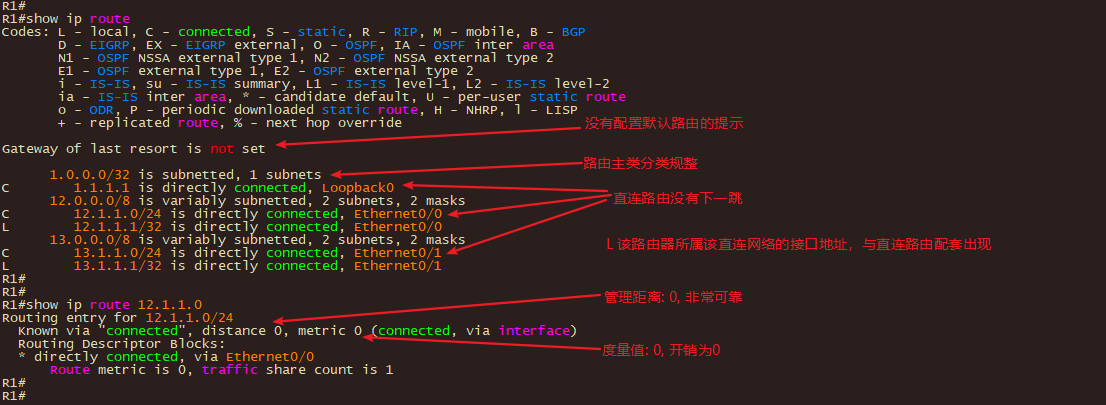 R1#
R1#show ip route
Codes: L - local, C - connected, S - static, R - RIP, M - mobile, B - BGP
D - EIGRP, EX - EIGRP external, O - OSPF, IA - OSPF inter area
N1 - OSPF NSSA external type 1, N2 - OSPF NSSA external type 2
E1 - OSPF external type 1, E2 - OSPF external type 2
i - IS-IS, su - IS-IS summary, L1 - IS-IS level-1, L2 - IS-IS level-2
ia - IS-IS inter area, * - candidate default, U - per-user static route
o - ODR, P - periodic downloaded static route, H - NHRP, l - LISP
+ - replicated route, % - next hop override
没有配置默认路由的提示
Gateway of last resort is not set
路由主类分类规整
1.0.0.0/32 is subnetted, 1 subnets
C 1.1.1.1 is directly connected, Loopback0
12.0.0.0/8 is variably subnetted, 2 subnets, 2 masks
直连路由没有下一跳
C 12.1.1.0/24 is directly connected, Ethernet0/0
L 12.1.1.1/32 is directly connected, Ethernet0/0
13.0.0.0/8 is variably subnetted, 2 subnets, 2 masks
L 该路由器所属该直连网络的接口地址，与直连路由配套出现
C 13.1.1.0/24 is directly connected, Ethernet0/1
L 13.1.1.1/32 is directly connected, Ethernet0/1
R1#
R1#
管理距离: 0, 非常可靠
R1#show ip route 12.1.1.0
Routing entry for 12.1.1.0/24
Known via "connected", distance 0, metric 0 (connected, via interface)
度量值: 0, 开销为0
Routing Descriptor Blocks:
* directly connected, via Ethernet0/0
Route metric is 0, traffic share count is 1
R1#
R1#